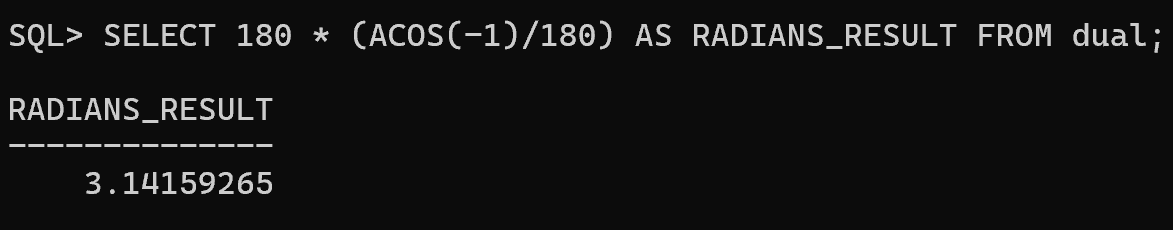 SQL> SELECT 180 * (ACOS(-1)/180) AS RADIANS_RESULT FROM dual;
RADIANS_RESULT
--------------
3.14159265